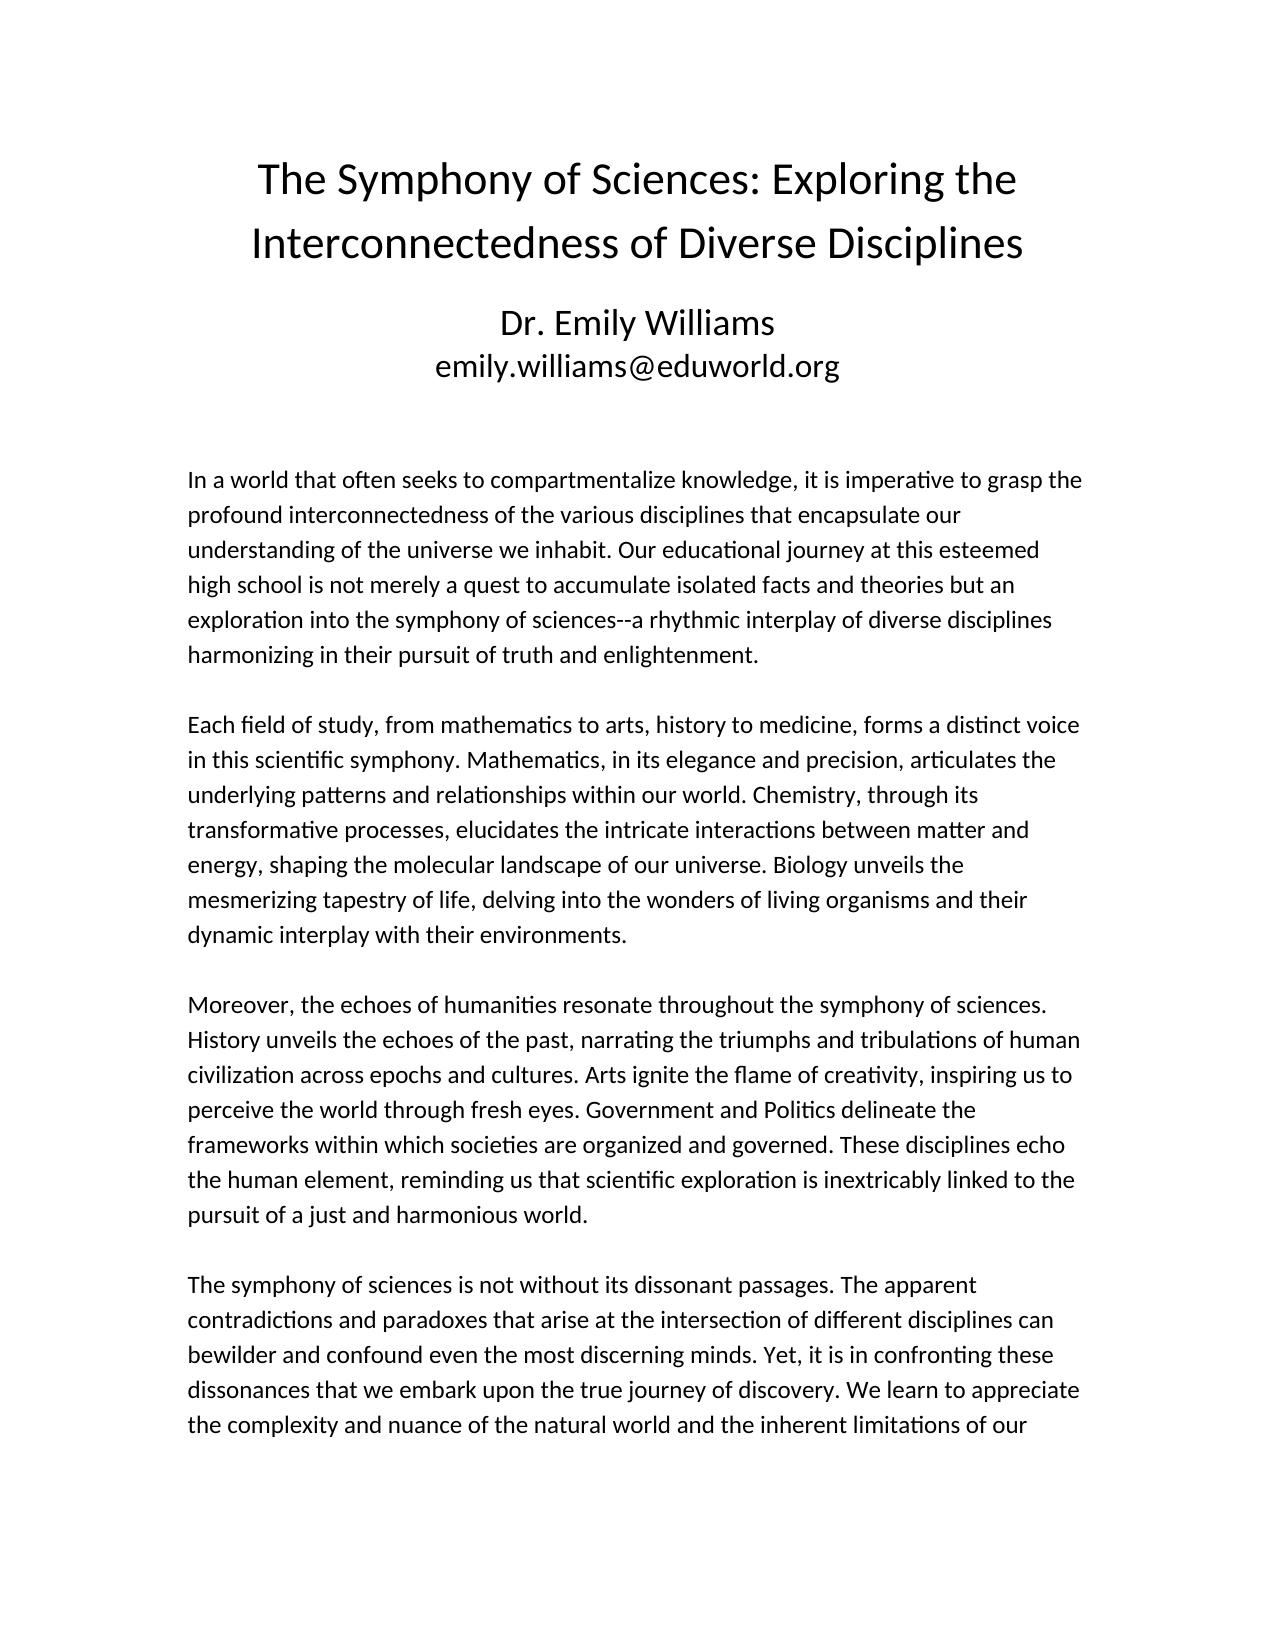 The Symphony of Sciences: Exploring the
Interconnectedness of Diverse Disciplines
Dr. Emily Williams
emily.williams@eduworld.org
In a world that often seeks to compartmentalize knowledge, it is imperative to grasp the
profound interconnectedness of the various disciplines that encapsulate our
understanding of the universe we inhabit. Our educational journey at this esteemed
high school is not merely a quest to accumulate isolated facts and theories but an
exploration into the symphony of sciences--a rhythmic interplay of diverse disciplines
harmonizing in their pursuit of truth and enlightenment.
Each field of study, from mathematics to arts, history to medicine, forms a distinct voice
in this scientific symphony. Mathematics, in its elegance and precision, articulates the
underlying patterns and relationships within our world. Chemistry, through its
transformative processes, elucidates the intricate interactions between matter and
energy, shaping the molecular landscape of our universe. Biology unveils the
mesmerizing tapestry of life, delving into the wonders of living organisms and their
dynamic interplay with their environments.
Moreover, the echoes of humanities resonate throughout the symphony of sciences.
History unveils the echoes of the past, narrating the triumphs and tribulations of human
civilization across epochs and cultures. Arts ignite the flame of creativity, inspiring us to
perceive the world through fresh eyes. Government and Politics delineate the
frameworks within which societies are organized and governed. These disciplines echo
the human element, reminding us that scientific exploration is inextricably linked to the
pursuit of a just and harmonious world.
The symphony of sciences is not without its dissonant passages. The apparent
contradictions and paradoxes that arise at the intersection of different disciplines can
bewilder and confound even the most discerning minds. Yet, it is in confronting these
dissonances that we embark upon the true journey of discovery. We learn to appreciate
the complexity and nuance of the natural world and the inherent limitations of our